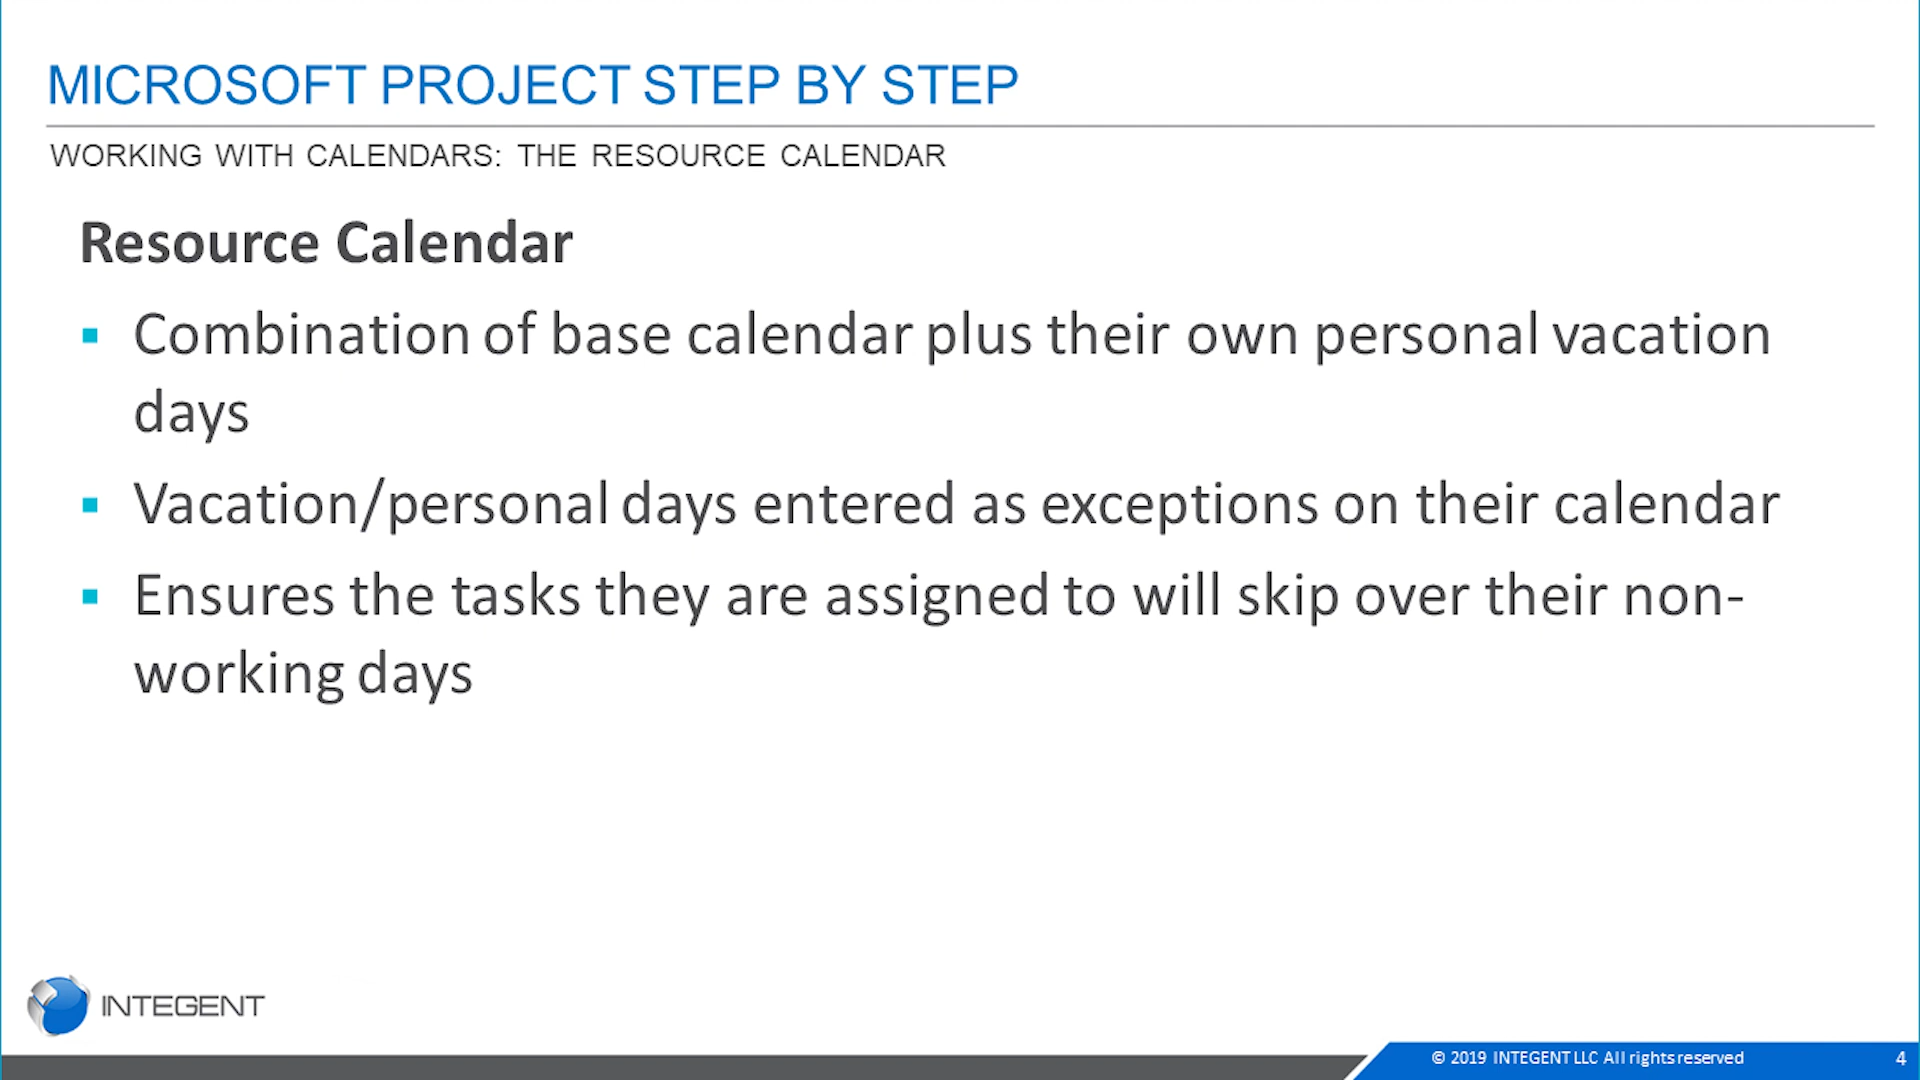 MICROSOFT PROJECT STEP BY STEP
WORKING WITH CALENDARS: THE RESOURCE CALENDAR
Resource Calendar
▪ Combination of base calendar plus their own personal vacation
days
▪ Vacation/personal days entered as exceptions on their calendar
▪ Ensures the tasks they are assigned to will skip over their non-
working days
INTEGENT
© 2019 INTEGENT LLC All rights reserved
4